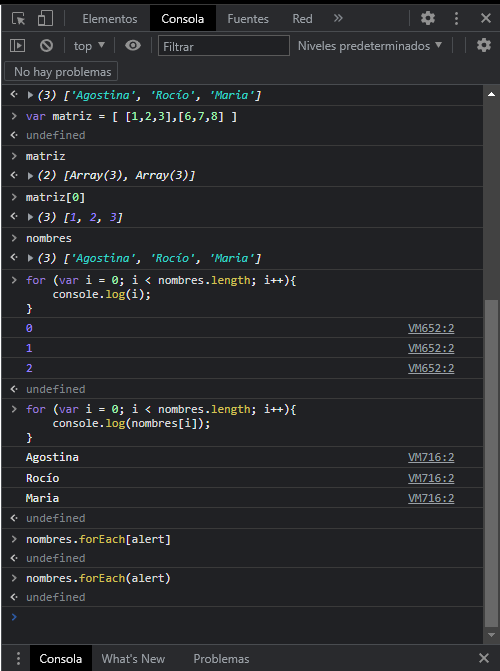 Elementos Consola Fuentes Red »
top ▼ Filtrar Niveles predeterminados ▼
No hay problemas
(3) ['Agostina', 'Rocío', 'Maria']
var matriz = [ [1,2,3],[6,7,8] ]
undefined
matriz
(2) [Array(3), Array(3)]
matriz[0]
(3) [1, 2, 3]
nombres
(3) ['Agostina', 'Rocío', 'Maria']
for (var i = 0; i < nombres.length; i++){
console.log(i);
}
0 VM652:2
1 VM652:2
2 VM652:2
undefined
for (var i = 0; i < nombres.length; i++){
console.log(nombres[i]);
}
Agostina VM716:2
Rocío VM716:2
Maria VM716:2
undefined
nombres.forEach[alert]
undefined
nombres.forEach(alert)
undefined
Consola What's New Problemas